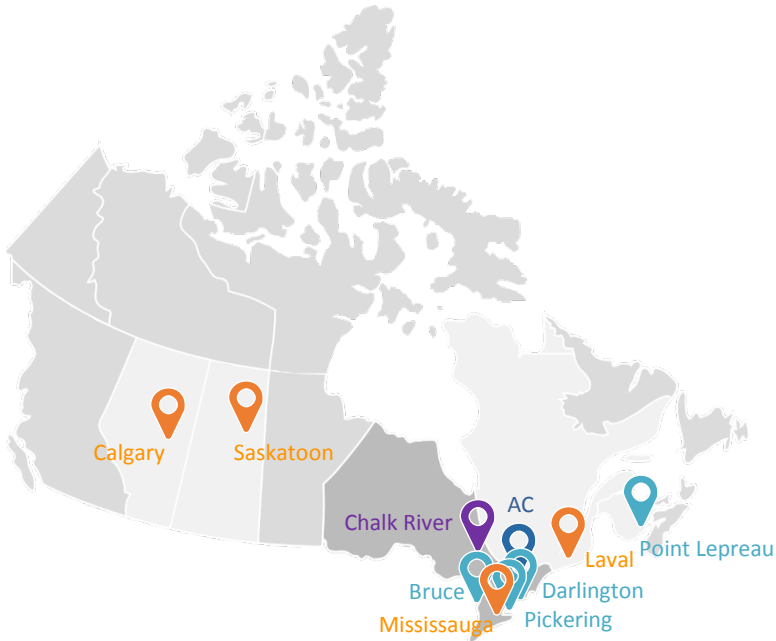 Calgary
Saskatoon
AC
Chalk River
Point Lepreau
Laval
Bruce
Darlington
Pickering
Mississauga